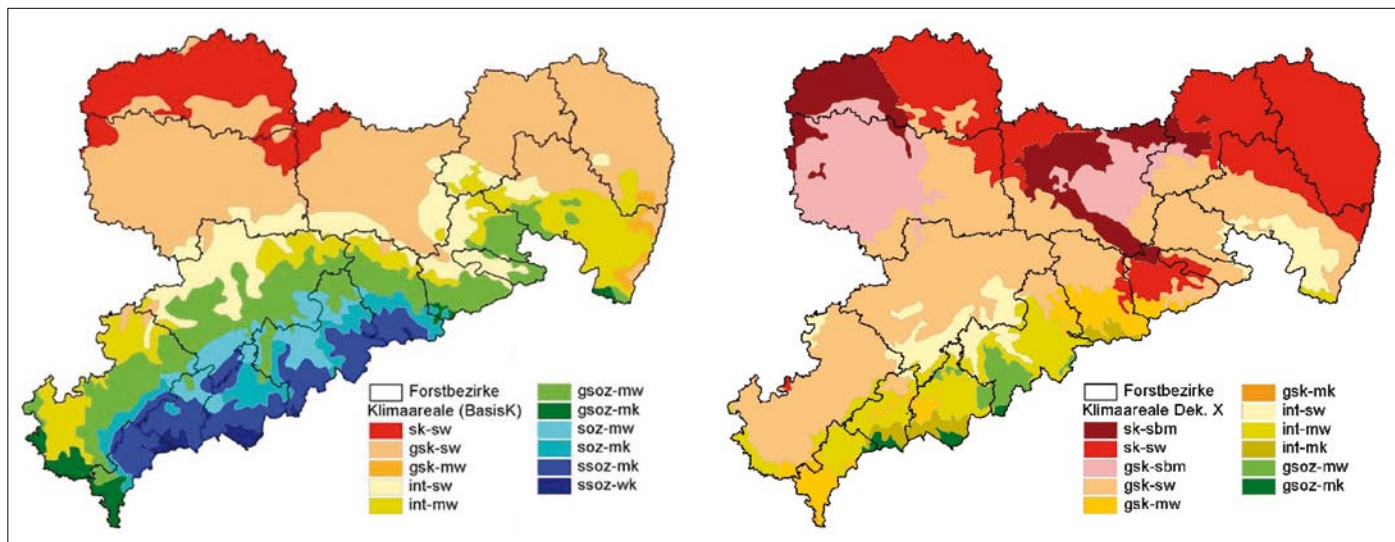 Forstbezirke
Klimaareale (BasisK)
sk-sw
gsk-sw
gsk-mw
int-sw
int-mw
gsoz-mw
gsoz-mk
soz-mw
soz-mk
ssoz-mk
ssoz-wk
Forstbezirke
Klimaareale Dek. X
sk-sbm
sk-sw
gsk-sbm
gsk-sw
gsk-mw
gsk-mk
int-sw
int-mw
int-mk
gsoz-mw
gsoz-mk